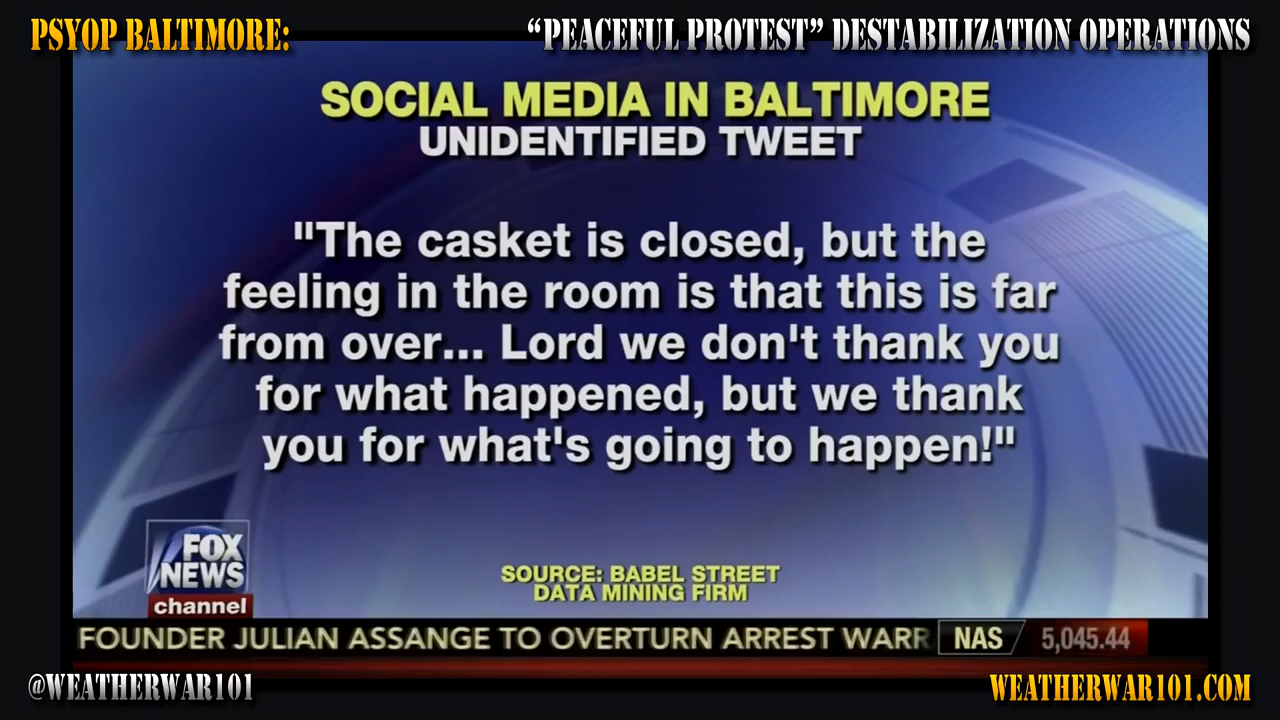 PSYOP BALTIMORE: “PEACEFUL PROTEST” DESTABILIZATION OPERATIONS
SOCIAL MEDIA IN BALTIMORE
UNIDENTIFIED TWEET
"The casket is closed, but the
feeling in the room is that this is far
from over... Lord we don't thank you
for what happened, but we thank
you for what's going to happen!"
FOX
NEWS
channel
SOURCE: BABEL STREET
DATA MINING FIRM
FOUNDER JULIAN ASSANGE TO OVERTURN ARREST WARR NAS 5,045.44
@WEATHERWAR101 WEATHERWAR101.COM